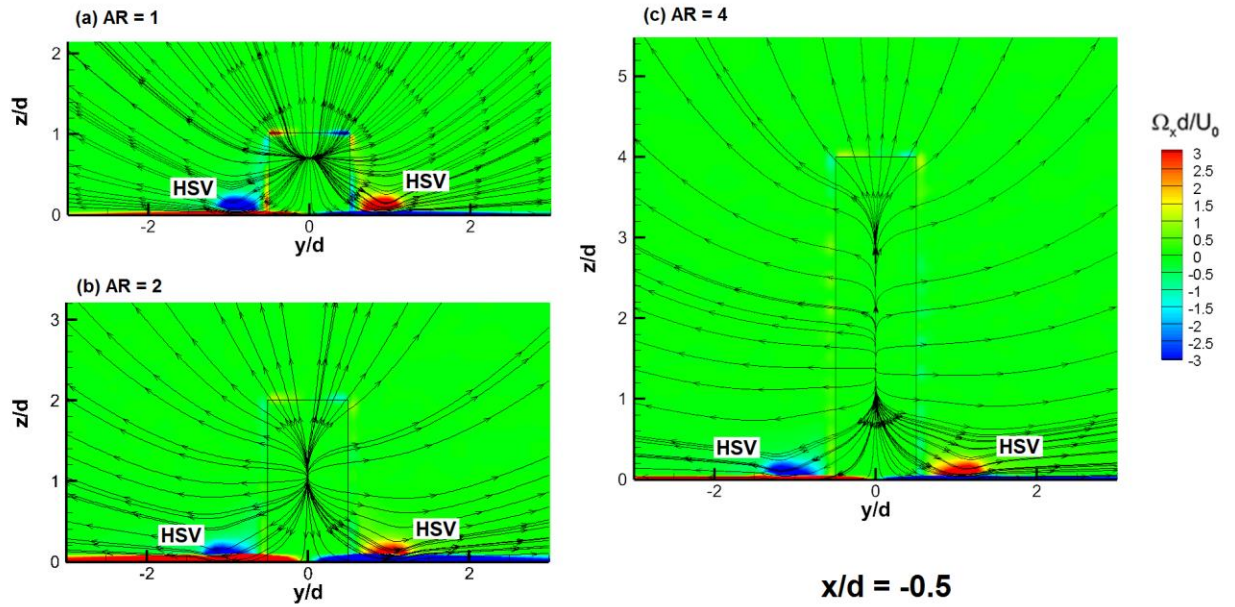 (a) AR = 1
z/d
2
1
0
HSV
HSV
-2
0
2
y/d
(b) AR = 2
z/d
3
2
1
0
HSV
HSV
-2
0
2
y/d
(c) AR = 4
z/d
5
4
3
2
1
0
HSV
HSV
-2
0
2
y/d
Ωₓd/U₀
3
2.5
2
1.5
1
0.5
0
-0.5
-1
-1.5
-2
-2.5
-3
x/d = -0.5